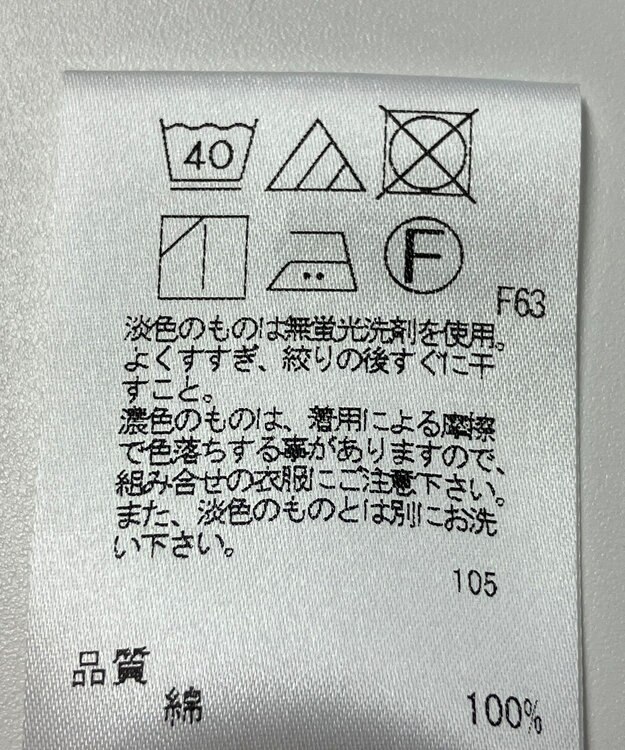 40
F
F63
淡色のものは無蛍光洗剤を使用。
よくすすぎ、絞りの後すぐに干
すこと。
濃色のものは、着用による摩擦
で色落ちする事がありますので、
組み合せの衣服にご注意下さい。
また、淡色のものとは別にお洗
い下さい。
105
品質
綿 100%